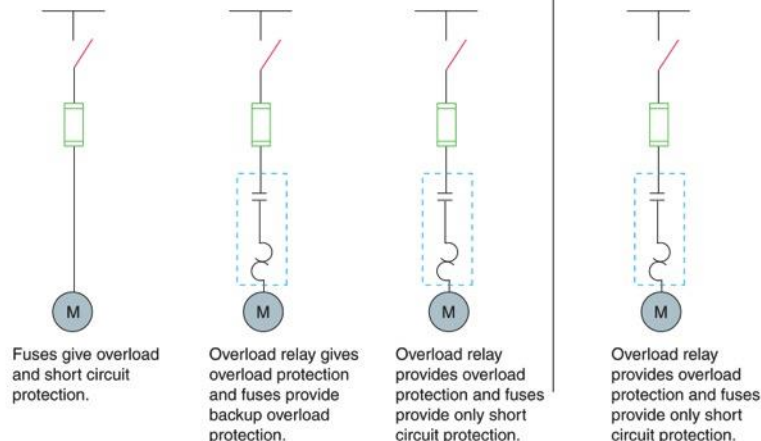 M
M
M
M
Fuses give overload
and short circuit
protection.
Overload relay gives
overload protection
and fuses provide
backup overload
protection.
Overload relay
provides overload
protection and fuses
provide only short
circuit protection.
Overload relay
provides overload
protection and fuses
provide only short
circuit protection.